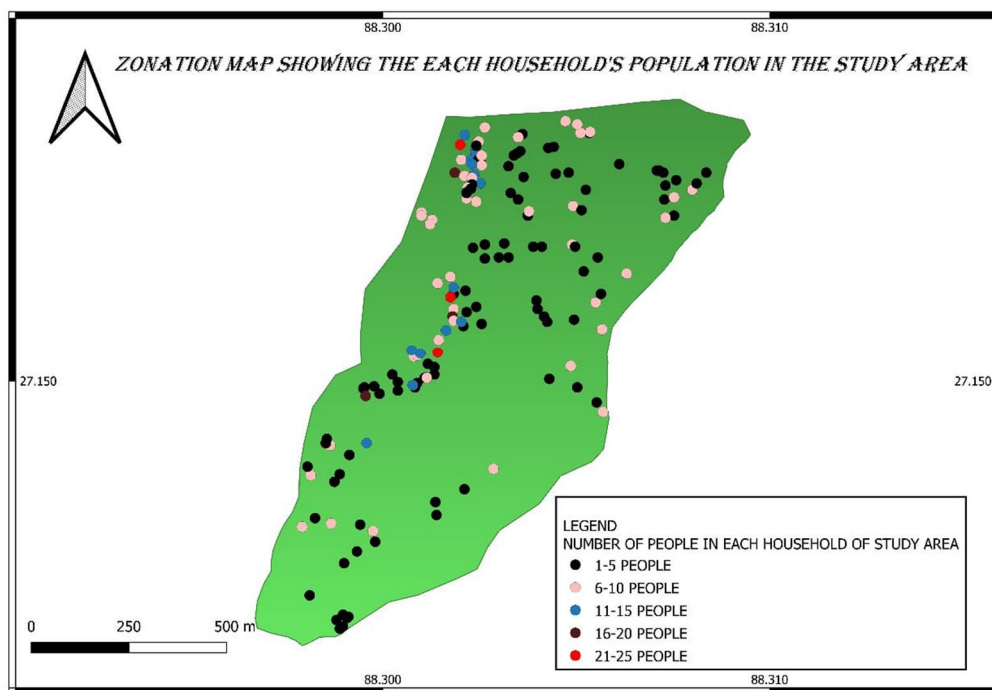 88.300 88.310
ZONATION MAP SHOWING THE EACH HOUSEHOLD'S POPULATION IN THE STUDY AREA
27.150 27.150
LEGEND
NUMBER OF PEOPLE IN EACH HOUSEHOLD OF STUDY AREA
1-5 PEOPLE
6-10 PEOPLE
11-15 PEOPLE
16-20 PEOPLE
21-25 PEOPLE
0 250 500 m
88.300 88.310